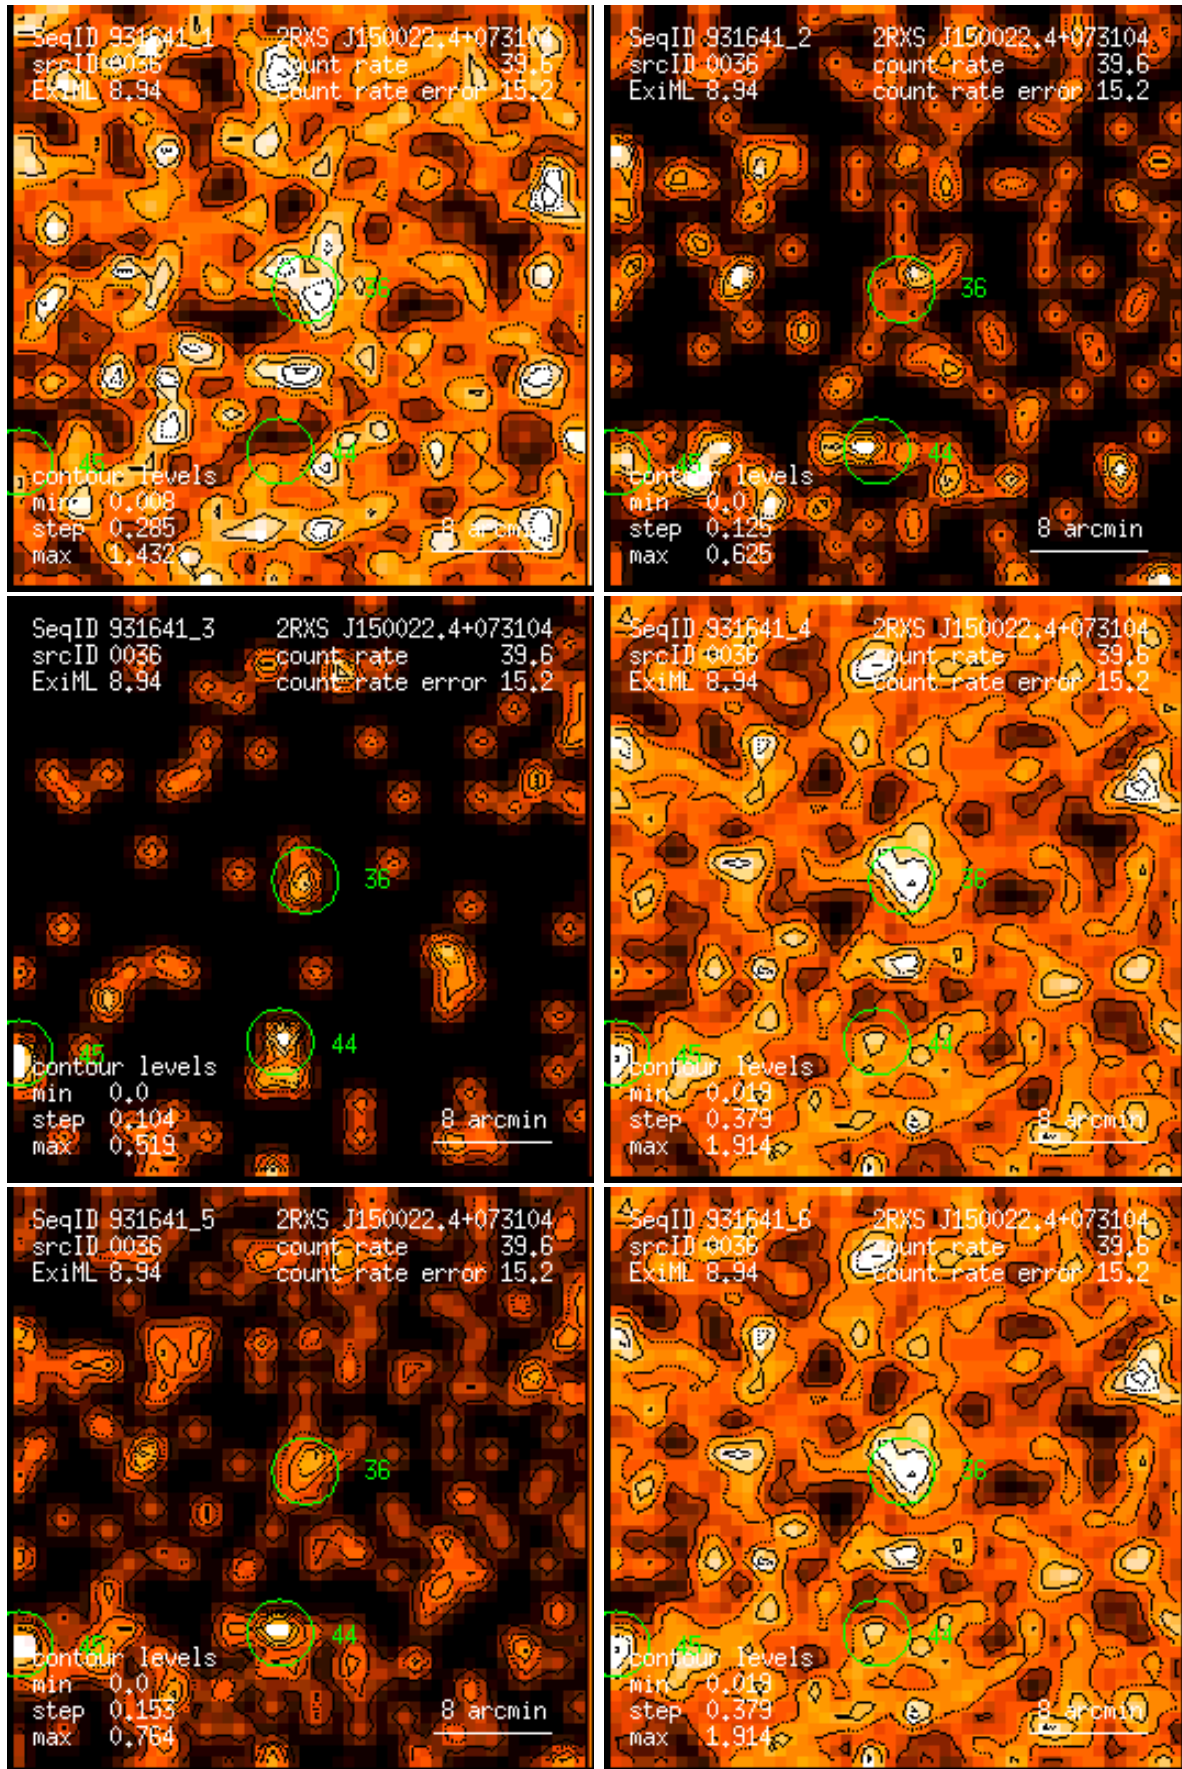 SeqID 931641_1 2RXS J150022.4+073104
srcID 0036 count rate 39.6
ExiML 8.94 count rate error 15.2
36
44
45
contour levels
min 0.008
step 0.285
max 1.432
8 arcmin
SeqID 931641_2 2RXS J150022.4+073104
srcID 0036 count rate 39.6
ExiML 8.94 count rate error 15.2
36
44
45
contour levels
min 0.0
step 0.125
max 0.625
8 arcmin
SeqID 931641_3 2RXS J150022.4+073104
srcID 0036 count rate 39.6
ExiML 8.94 count rate error 15.2
36
44
45
contour levels
min 0.0
step 0.104
max 0.519
8 arcmin
SeqID 931641_4 2RXS J150022.4+073104
srcID 0036 count rate 39.6
ExiML 8.94 count rate error 15.2
36
44
45
contour levels
min 0.019
step 0.379
max 1.914
8 arcmin
SeqID 931641_5 2RXS J150022.4+073104
srcID 0036 count rate 39.6
ExiML 8.94 count rate error 15.2
36
44
45
contour levels
min 0.0
step 0.153
max 0.764
8 arcmin
SeqID 931641_6 2RXS J150022.4+073104
srcID 0036 count rate 39.6
ExiML 8.94 count rate error 15.2
36
44
45
contour levels
min 0.019
step 0.379
max 1.914
8 arcmin